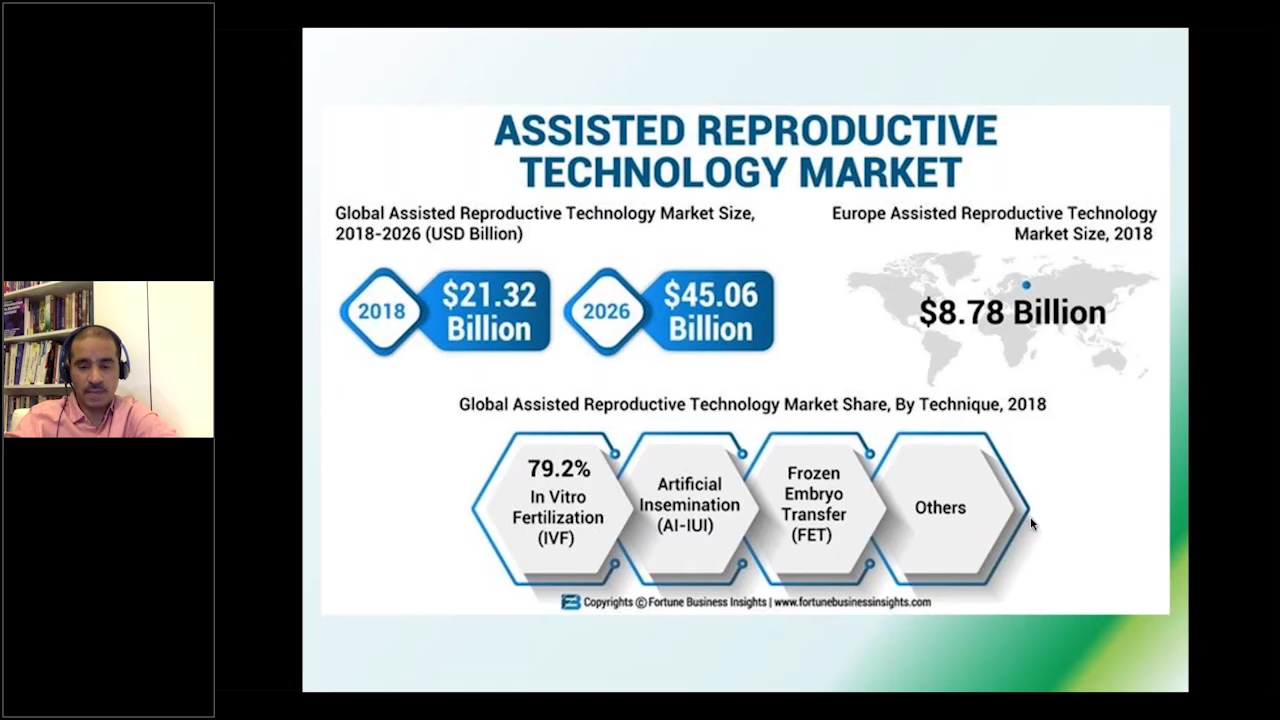 ASSISTED REPRODUCTIVE
TECHNOLOGY MARKET
Global Assisted Reproductive Technology Market Size,
2018-2026 (USD Billion)
2018
$21.32
Billion
2026
$45.06
Billion
Europe Assisted Reproductive Technology
Market Size, 2018
$8.78 Billion
Global Assisted Reproductive Technology Market Share, By Technique, 2018
79.2%
In Vitro
Fertilization
(IVF)
Artificial
Insemination
(AI-IUI)
Frozen
Embryo
Transfer
(FET)
Others
Copyrights © Fortune Business Insights | www.fortunebusinessinsights.com